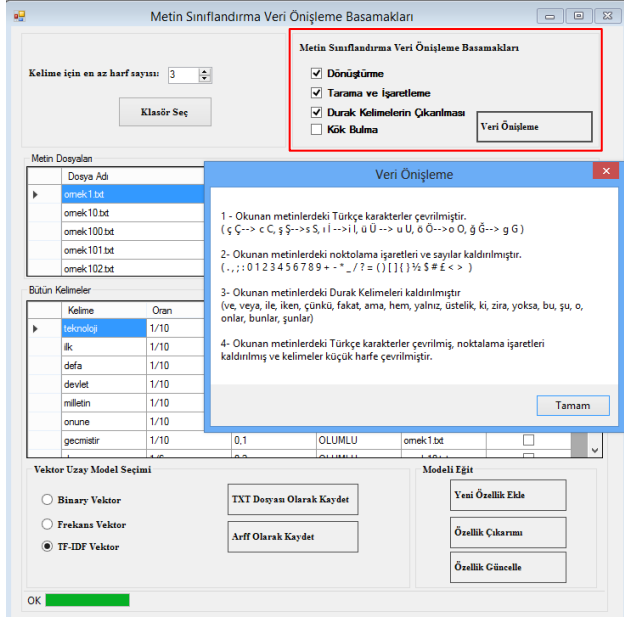 Metin Sınıflandırma Veri Önişleme Basamakları
Kelime için en az harf sayısı: 3
Klasör Seç
Metin Sınıflandırma Veri Önişleme Basamakları
Dönüştürme
Tarama ve İşaretleme
Durak Kelimelerin Çıkarılması
Kök Bulma
Veri Önişleme
Metin Dosyaları
Dosya Adı
ornek1.txt
ornek10.txt
ornek100.txt
ornek101.txt
ornek102.txt
Veri Önişleme
1 - Okunan metinlerdeki Türkçe karakterler çevrilmiştir.
( ç Ç--> c C, ş Ş-->s S, ı İ -->i I, ü Ü --> u U, ö Ö-->o O, ğ Ğ--> g G )
2- Okunan metinlerdeki noktolama işaretleri ve sayılar kaldırılmıştır.
( . , ; : 0 1 2 3 4 5 6 7 8 9 + - * _ / ? = ( ) [ ] { } ½ $ # £ < > )
3- Okunan metinlerdeki Durak Kelimeleri kaldırılmıştır
(ve, veya, ile, iken, çünkü, fakat, ama, hem, yalnız, üstelik, ki, zira, yoksa, bu, şu, o,
onlar, bunlar, şunlar)
4- Okunan metinlerdeki Türkçe karakterler çevrilmiş, noktalama işaretleri
kaldırılmış ve kelimeler küçük harfe çevrilmiştir.
Tamam
Bütün Kelimeler
Kelime Oran
teknoloji 1/10
ilk 1/10
defa 1/10
devlet 1/10
milletin 1/10
onune 1/10
gecmistir 1/10 0,1 OLUMLU ornek1.txt
Vektor Uzay Model Seçimi
Binary Vektor
Frekans Vektor
TF-IDF Vektor
TXT Dosyası Olarak Kaydet
Arff Olarak Kaydet
Modeli Eğit
Yeni Özellik Ekle
Özellik Çıkarımı
Özellik Güncelle
OK